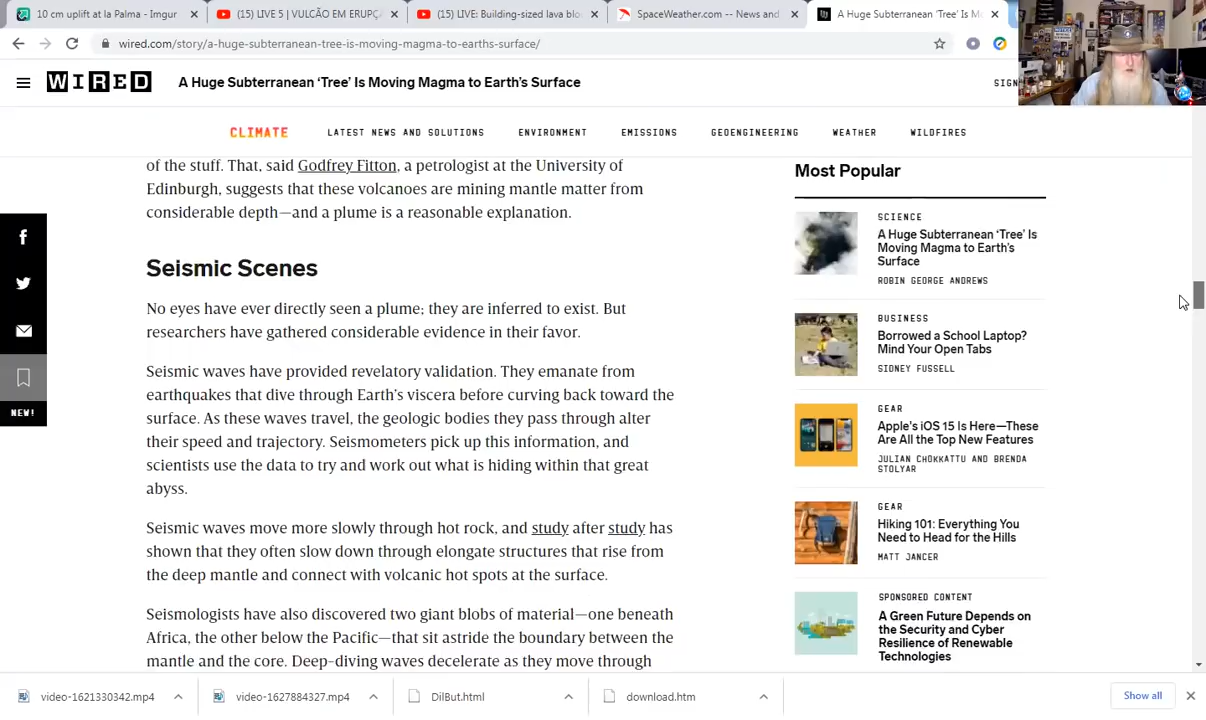 10 cm uplift at la Palma - Imgur
(15) LIVE 5 | VULCÃO EM ERUPÇ
(15) LIVE: Building-sized lava blo
SpaceWeather.com -- News and
A Huge Subterranean 'Tree' Is M
wired.com/story/a-huge-subterranean-tree-is-moving-magma-to-earths-surface/
WIRED
A Huge Subterranean ‘Tree’ Is Moving Magma to Earth’s Surface
SIGN
CLIMATE
LATEST NEWS AND SOLUTIONS
ENVIRONMENT
EMISSIONS
GEOENGINEERING
WEATHER
WILDFIRES
of the stuff. That, said Godfrey Fitton, a petrologist at the University of
Edinburgh, suggests that these volcanoes are mining mantle matter from
considerable depth—and a plume is a reasonable explanation.
Seismic Scenes
No eyes have ever directly seen a plume; they are inferred to exist. But
researchers have gathered considerable evidence in their favor.
Seismic waves have provided revelatory validation. They emanate from
earthquakes that dive through Earth’s viscera before curving back toward the
surface. As these waves travel, the geologic bodies they pass through alter
their speed and trajectory. Seismometers pick up this information, and
scientists use the data to try and work out what is hiding within that great
abyss.
Seismic waves move more slowly through hot rock, and study after study has
shown that they often slow down through elongate structures that rise from
the deep mantle and connect with volcanic hot spots at the surface.
Seismologists have also discovered two giant blobs of material—one beneath
Africa, the other below the Pacific—that sit astride the boundary between the
mantle and the core. Deep-diving waves decelerate as they move through
NEW!
Most Popular
SCIENCE
A Huge Subterranean ‘Tree’ Is
Moving Magma to Earth’s
Surface
ROBIN GEORGE ANDREWS
BUSINESS
Borrowed a School Laptop?
Mind Your Open Tabs
SIDNEY FUSSELL
GEAR
Apple’s iOS 15 Is Here—These
Are All the Top New Features
JULIAN CHOKKATTU AND BRENDA
STOLYAR
GEAR
Hiking 101: Everything You
Need to Head for the Hills
MATT JANCER
SPONSORED CONTENT
A Green Future Depends on
the Security and Cyber
Resilience of Renewable
Technologies
video-1621330342.mp4
video-1627884327.mp4
DilBut.html
download.htm
Show all